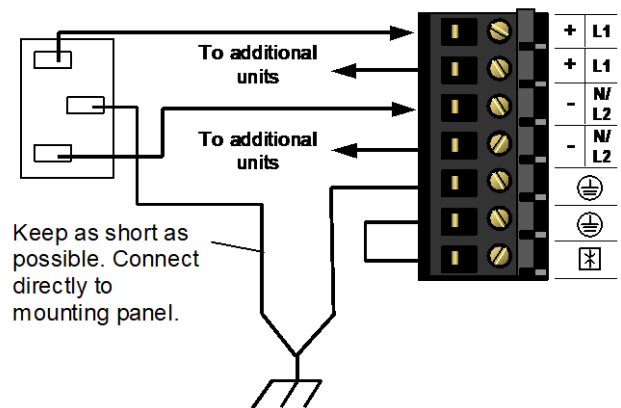 To additional
units
To additional
units
Keep as short as
possible. Connect
directly to
mounting panel.
+ L1
+ L1
- N/
L2
- N/
L2